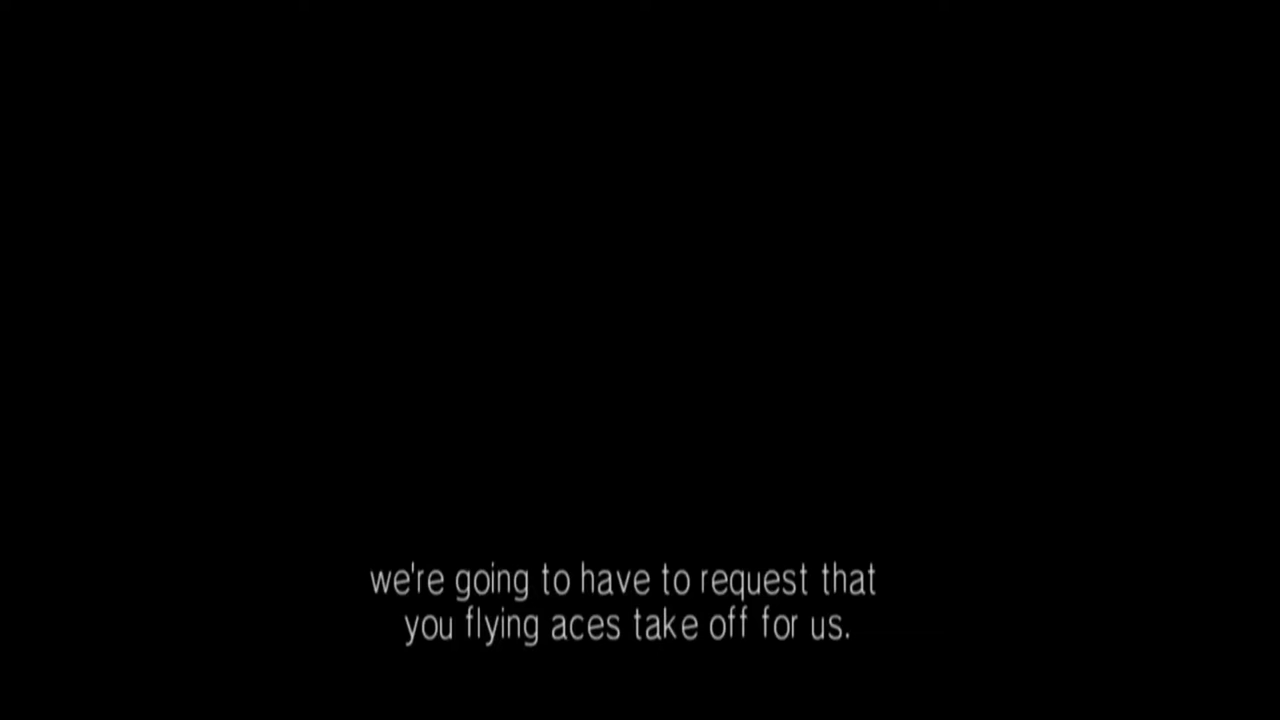 we're going to have to request that
you flying aces take off for us.